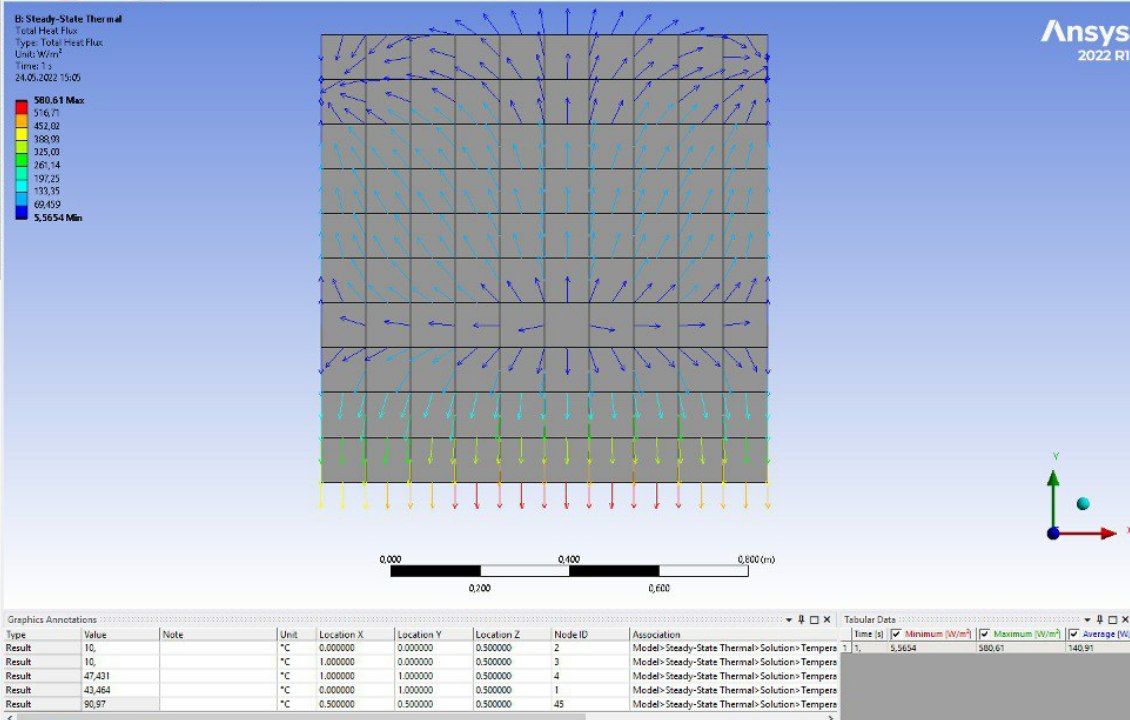 B: Steady-State Thermal
Total Heat Flux
Type: Total Heat Flux
Unit: W/m²
Time: 1 s
24.05.2022 15:05
580,61 Max
516,71
452,82
388,93
325,03
261,14
197,25
133,35
69,459
5,5654 Min
Ansys
2022 R1
Y
X
0,000 0,400 0,800 (m)
0,200 0,600
Graphics Annotations
Type Value Note Unit Location X Location Y Location Z Node ID Association
Result 10, °C 0.000000 0.000000 0.500000 2 Model>Steady-State Thermal>Solution>Tempera
Result 10, °C 1.000000 0.000000 0.500000 3 Model>Steady-State Thermal>Solution>Tempera
Result 47,431 °C 1.000000 1.000000 0.500000 4 Model>Steady-State Thermal>Solution>Tempera
Result 43,464 °C 0.000000 1.000000 0.500000 1 Model>Steady-State Thermal>Solution>Tempera
Result 90,97 °C 0.500000 0.500000 0.500000 45 Model>Steady-State Thermal>Solution>Tempera
Tabular Data
Time [s] Minimum [W/m²] Maximum [W/m²] Average [W/
1 1, 5,5654 580,61 140,91